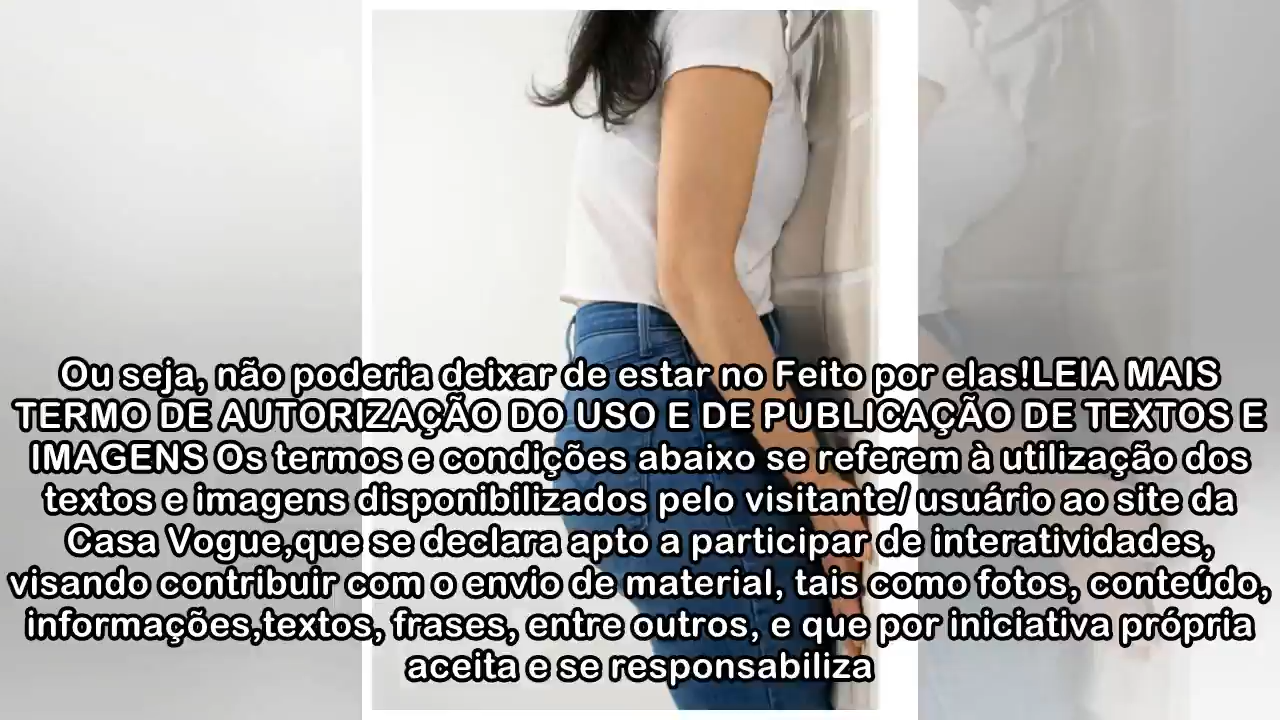 Ou seja, não poderia deixar de estar no Feito por elas!LEIA MAIS
TERMO DE AUTORIZAÇÃO DO USO E DE PUBLICAÇÃO DE TEXTOS E
IMAGENS Os termos e condições abaixo se referem à utilização dos
textos e imagens disponibilizados pelo visitante/ usuário ao site da
Casa Vogue,que se declara apto a participar de interatividades,
visando contribuir com o envio de material, tais como fotos, conteúdo,
informações,textos, frases, entre outros, e que por iniciativa própria
aceita e se responsabiliza